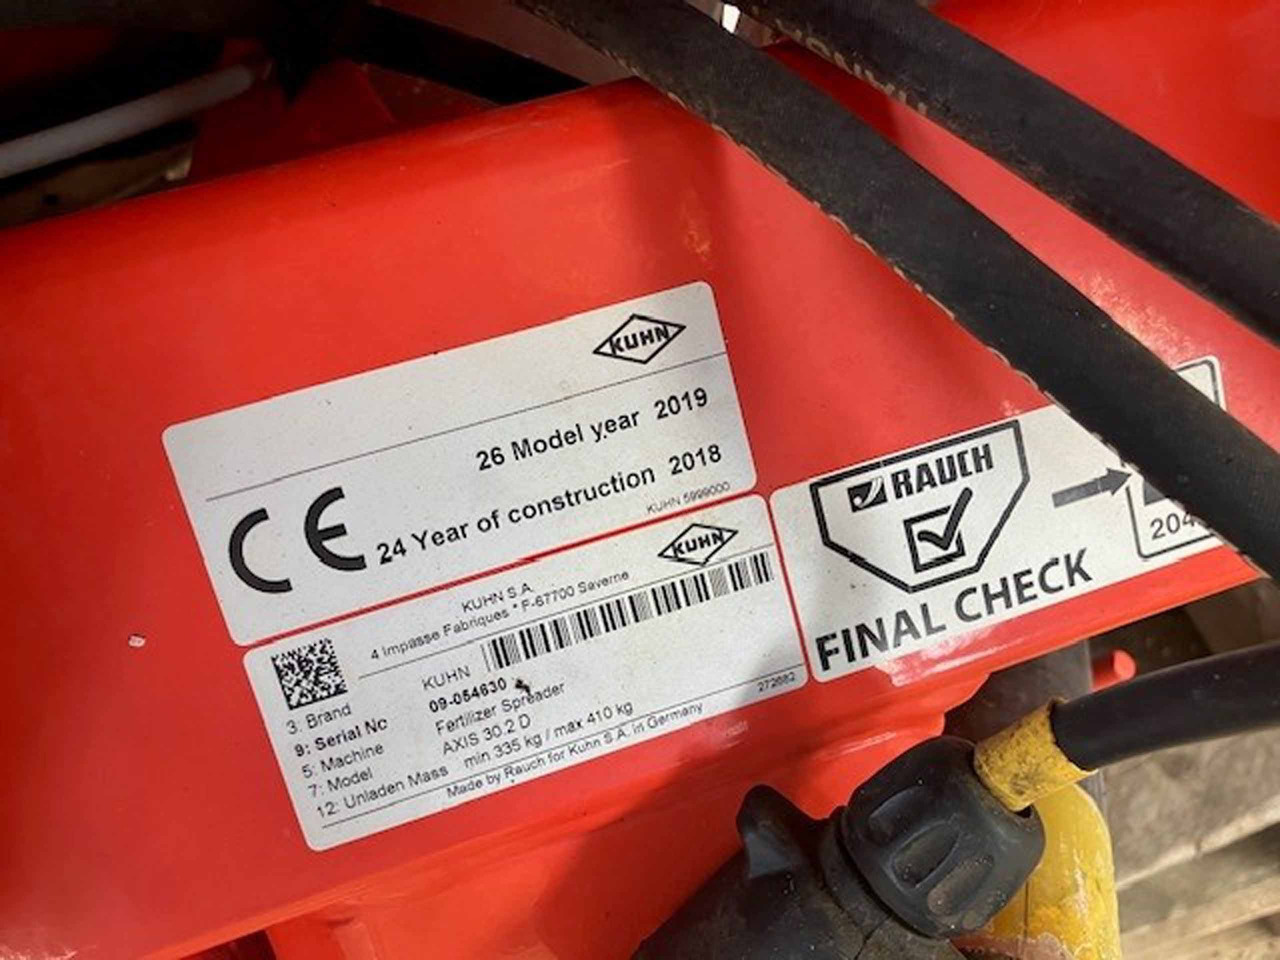 KUHN
26 Model year 2019
CE
24 Year of construction 2018
KUHN 5999000
KUHN
KUHN S.A.
4 Impasse Fabriques * F-67700 Saverne
3: Brand KUHN
9: Serial No 09-054630
5: Machine Fertilizer Spreader
7: Model AXIS 30.2 D
12: Unladen Mass min 335 kg / max 410 kg
Made by Rauch for Kuhn S.A. in Germany
272682
RAUCH
FINAL CHECK